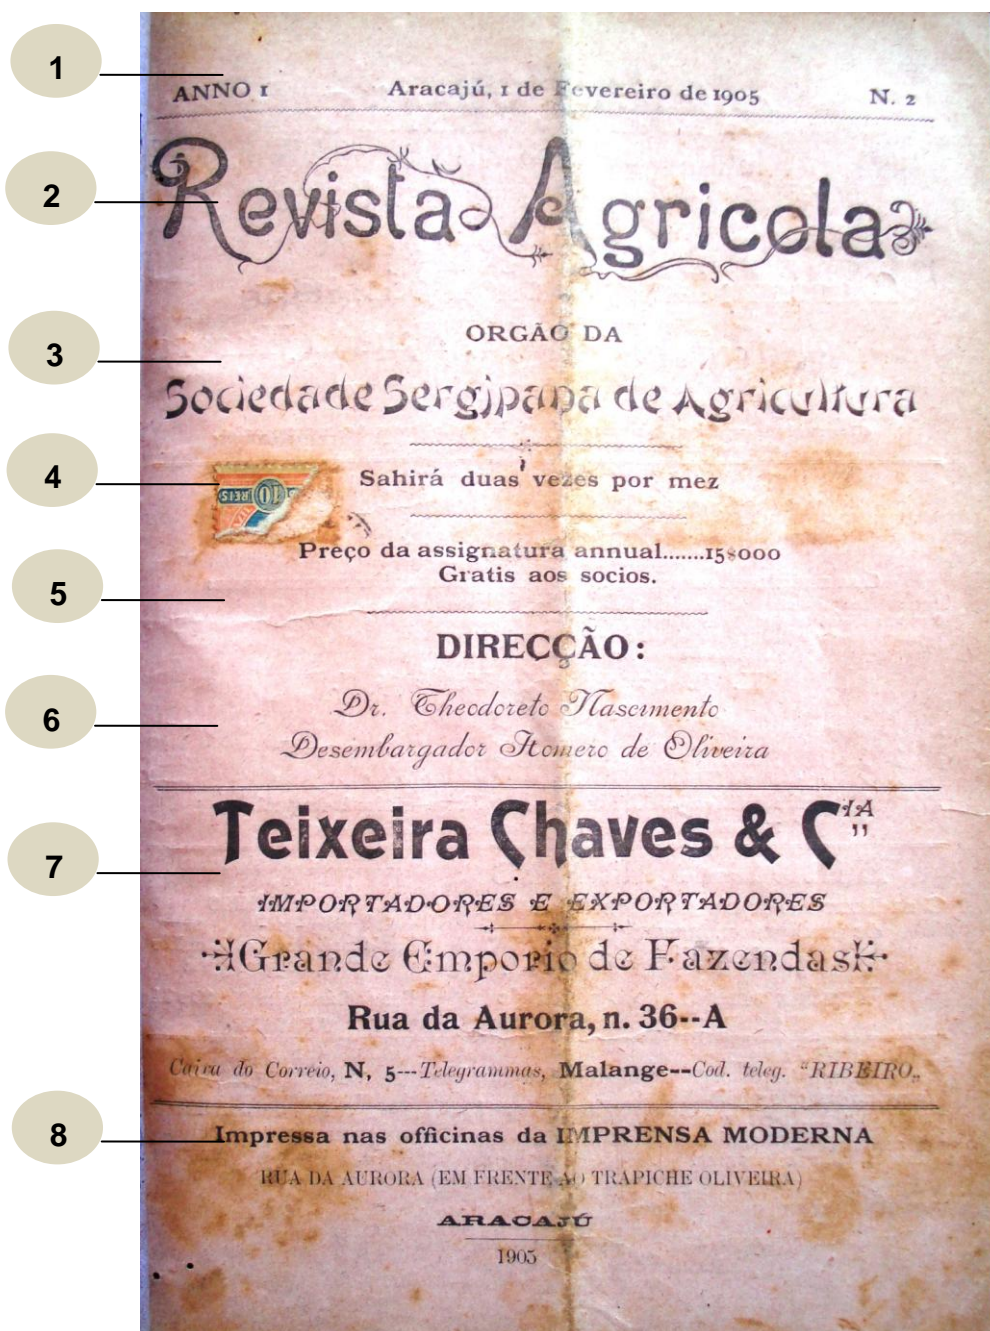 1
ANNO I Aracajú, 1 de Fevereiro de 1905 N. 2
2
Revista Agricola
3
ORGÃO DA
Sociedade Sergipana de Agricultura
4
10 REIS
Sahirá duas vezes por mez
Preço da assignatura annual.......15$000
Gratis aos socios.
5
DIRECÇÃO:
6
Dr. Theodoreto Nascimento
Desembargador Homero de Oliveira
7
Teixeira Chaves & Cia
IMPORTADORES E EXPORTADORES
Grande Emporio de Fazendas
Rua da Aurora, n. 36--A
Caixa do Correio, N, 5---Telegrammas, Malange--Cod. teleg. "RIBEIRO„
8
Impressa nas officinas da IMPRENSA MODERNA
RUA DA AURORA (EM FRENTE AO TRAPICHE OLIVEIRA)
ARACAJÚ
1905